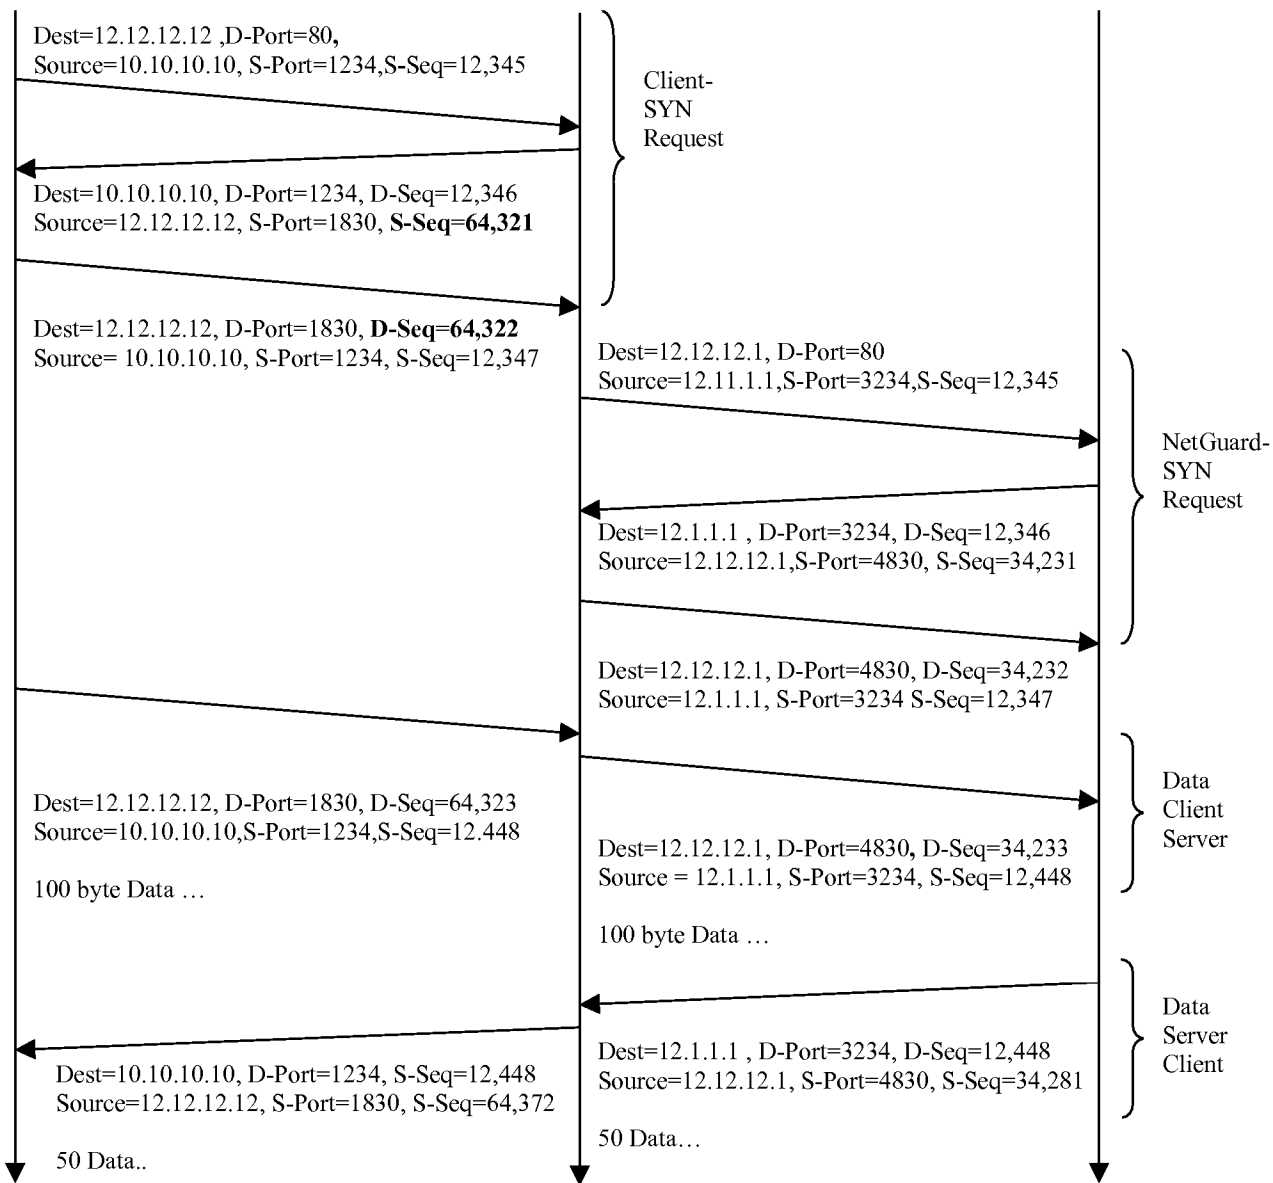 Dest=12.12.12.12 ,D-Port=80,
Source=10.10.10.10, S-Port=1234,S-Seq=12,345
Client-
SYN
Request
Dest=10.10.10.10, D-Port=1234, D-Seq=12,346
Source=12.12.12.12, S-Port=1830, S-Seq=64,321
Dest=12.12.12.12, D-Port=1830, D-Seq=64,322
Source= 10.10.10.10, S-Port=1234, S-Seq=12,347
Dest=12.12.12.1, D-Port=80
Source=12.11.1.1,S-Port=3234,S-Seq=12,345
NetGuard-
SYN
Request
Dest=12.1.1.1 , D-Port=3234, D-Seq=12,346
Source=12.12.12.1,S-Port=4830, S-Seq=34,231
Dest=12.12.12.1, D-Port=4830, D-Seq=34,232
Source=12.1.1.1, S-Port=3234 S-Seq=12,347
Dest=12.12.12.12, D-Port=1830, D-Seq=64,323
Source=10.10.10.10,S-Port=1234,S-Seq=12.448
100 byte Data …
Data
Client
Server
Dest=12.12.12.1, D-Port=4830, D-Seq=34,233
Source = 12.1.1.1, S-Port=3234, S-Seq=12,448
100 byte Data …
Data
Server
Client
Dest=12.1.1.1 , D-Port=3234, D-Seq=12,448
Source=12.12.12.1, S-Port=4830, S-Seq=34,281
50 Data…
Dest=10.10.10.10, D-Port=1234, S-Seq=12,448
Source=12.12.12.12, S-Port=1830, S-Seq=64,372
50 Data..